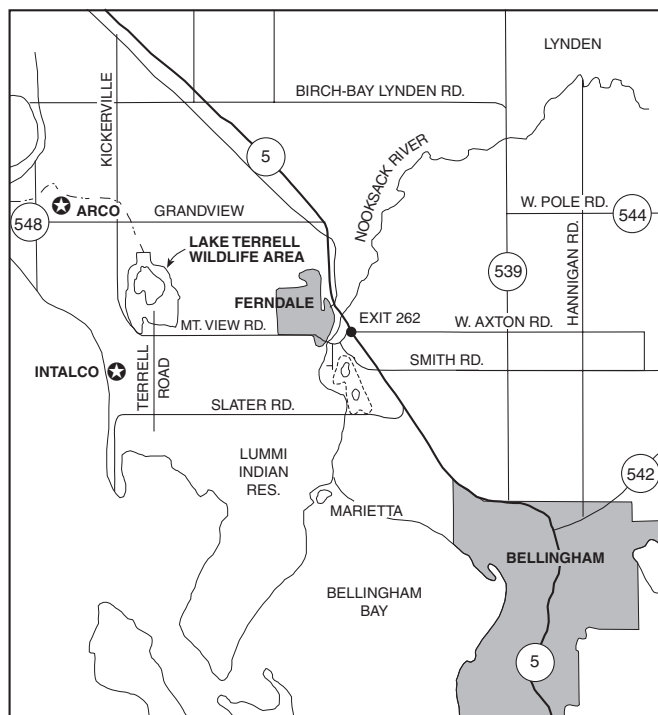 LYNDEN
BIRCH-BAY LYNDEN RD.
KICKERVILLE
5
NOOKSACK RIVER
ARCO
548
GRANDVIEW
W. POLE RD.
544
HANNIGAN RD.
LAKE TERRELL
WILDLIFE AREA
539
FERNDALE
EXIT 262
MT. VIEW RD.
W. AXTON RD.
INTALCO
TERRELL
ROAD
SMITH RD.
SLATER RD.
LUMMI
INDIAN
RES.
542
MARIETTA
BELLINGHAM
BELLINGHAM
BAY
5